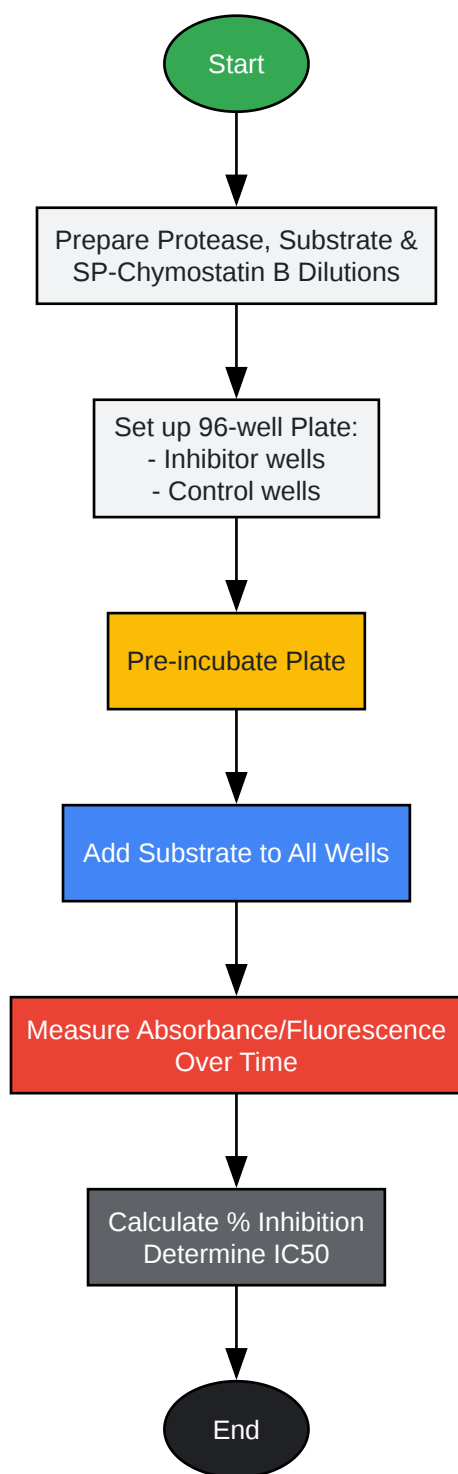 Start
Prepare Protease, Substrate &
SP-Chymostatin B Dilutions
Set up 96-well Plate:
- Inhibitor wells
- Control wells
Pre-incubate Plate
Add Substrate to All Wells
Measure Absorbance/Fluorescence
Over Time
Calculate % Inhibition
Determine IC50
End